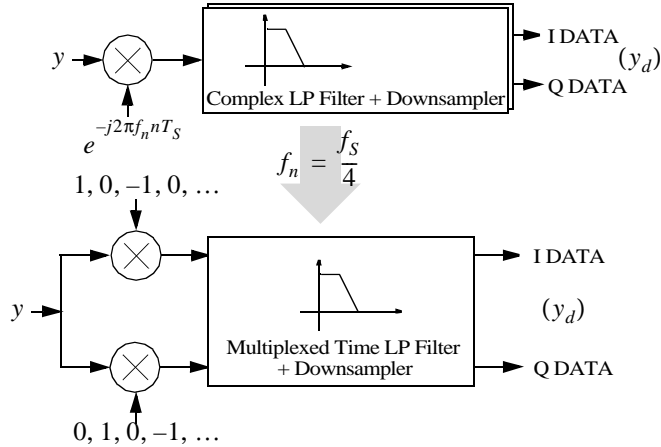 y
I DATA
(y_d)
Q DATA
Complex LP Filter + Downsampler
e^{–j2πf_n nT_S}
f_n = f_S/4
1, 0, –1, 0, …
I DATA
y
(y_d)
Multiplexed Time LP Filter
+ Downsampler
Q DATA
0, 1, 0, –1, …